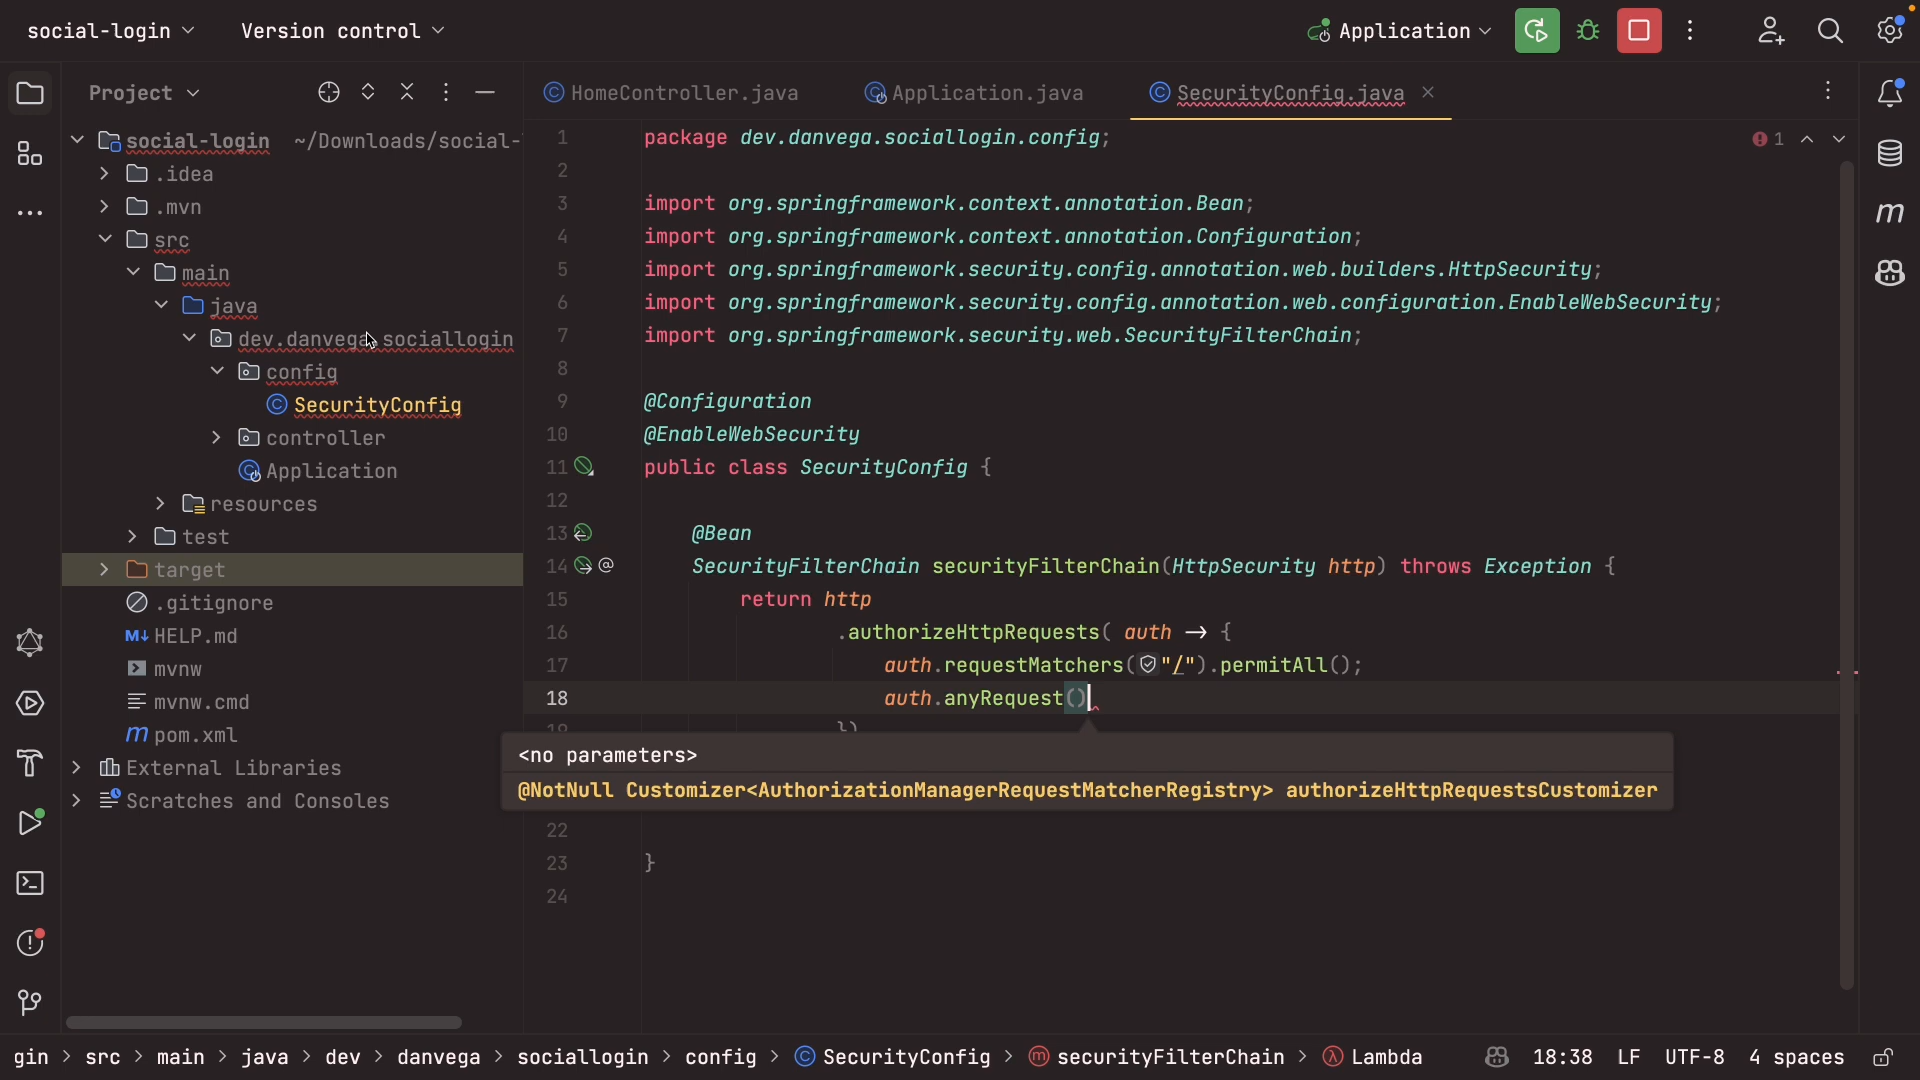 social-login
Version control
Application
Project
HomeController.java
Application.java
SecurityConfig.java
social-login ~/Downloads/social-
.idea
.mvn
src
main
java
dev.danvega.sociallogin
config
SecurityConfig
controller
Application
resources
test
target
.gitignore
M↓ HELP.md
mvnw
mvnw.cmd
m pom.xml
External Libraries
Scratches and Consoles
1
1 package dev.danvega.sociallogin.config;
2
3 import org.springframework.context.annotation.Bean;
4 import org.springframework.context.annotation.Configuration;
5 import org.springframework.security.config.annotation.web.builders.HttpSecurity;
6 import org.springframework.security.config.annotation.web.configuration.EnableWebSecurity;
7 import org.springframework.security.web.SecurityFilterChain;
8
9 @Configuration
10 @EnableWebSecurity
11 public class SecurityConfig {
12
13 @Bean
14 @ SecurityFilterChain securityFilterChain(HttpSecurity http) throws Exception {
15 return http
16 .authorizeHttpRequests( auth → {
17 auth.requestMatchers("/").permitAll();
18 auth.anyRequest()
19 })
<no parameters>
@NotNull Customizer<AuthorizationManagerRequestMatcherRegistry> authorizeHttpRequestsCustomizer
22
23 }
24
m
gin > src > main > java > dev > danvega > sociallogin > config > SecurityConfig > securityFilterChain > Lambda
18:38 LF UTF-8 4 spaces